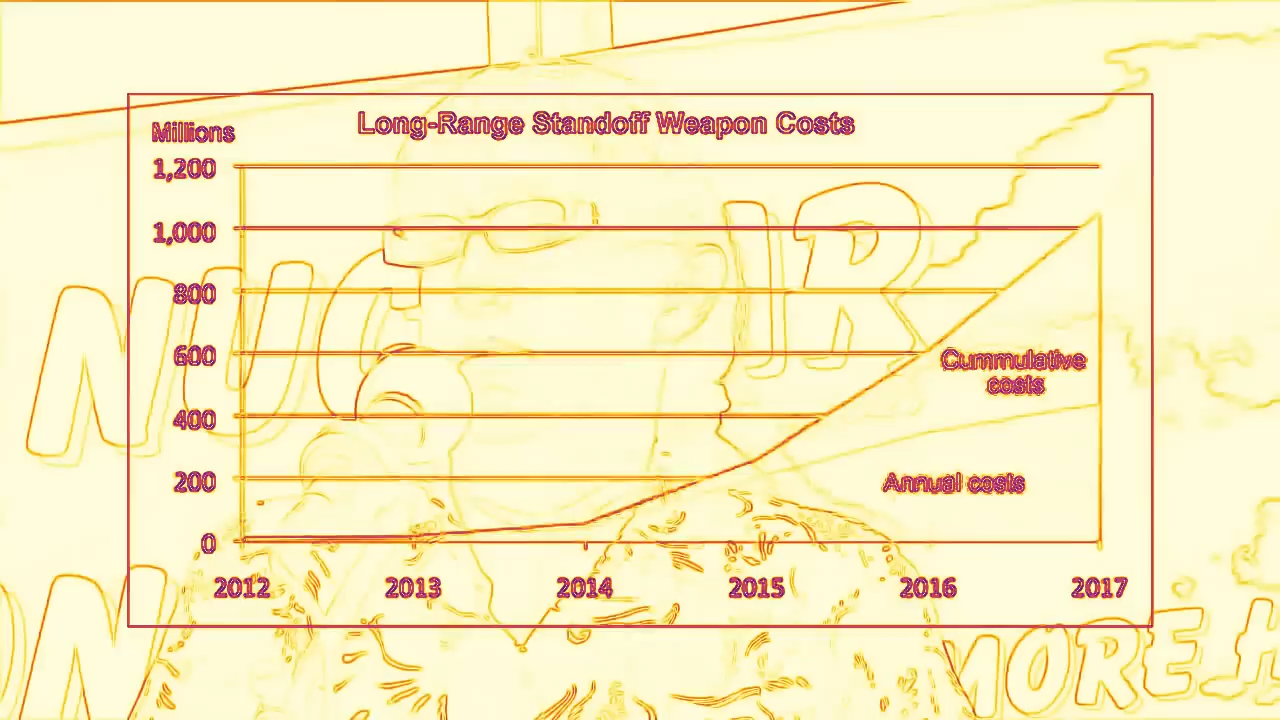 Long-Range Standoff Weapon Costs
Millions
1,200
1,000
800
600
400
200
0
Cummulative
costs
Annual costs
2012 2013 2014 2015 2016 2017
MORE